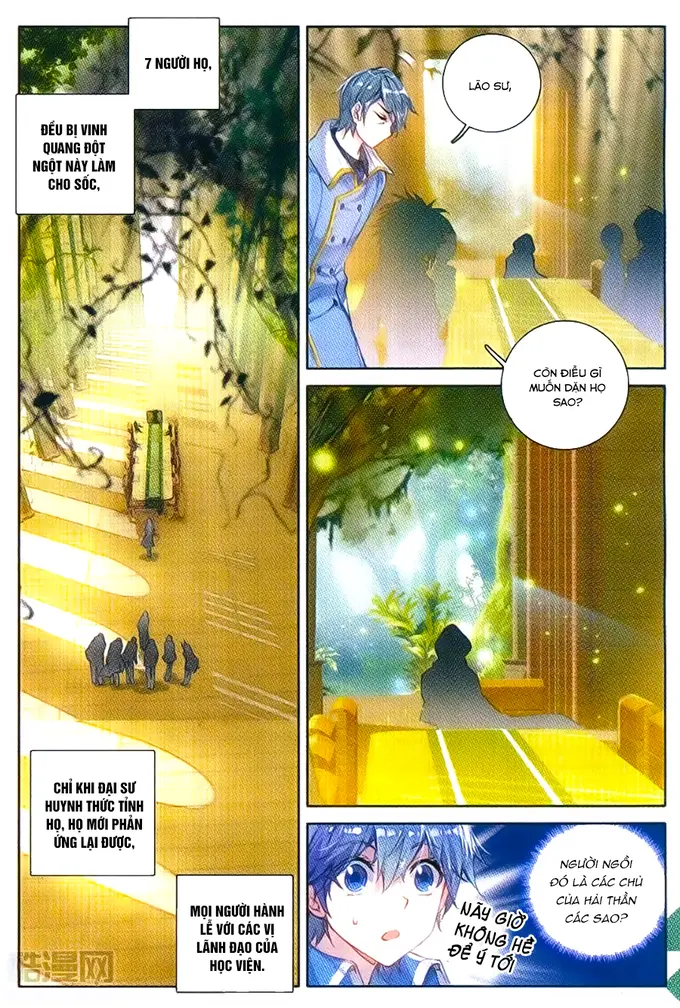 7 NGƯỜI HỌ,
ĐỀU BỊ VINH
QUANG ĐỘT
NGỘT NÀY LÀM
CHO SỐC,
CHỈ KHI ĐẠI SƯ
HUYNH THỨC TỈNH
HỌ, HỌ MỚI PHẢN
ỨNG LẠI ĐƯỢC,
MỌI NGƯỜI HÀNH
LỄ VỚI CÁC VỊ
LÃNH ĐẠO CỦA
HỌC VIỆN.
LÃO SƯ,
CÒN ĐIỀU GÌ
MUỐN DẶN HỌ
SAO?
NGƯỜI NGỒI
ĐÓ LÀ CÁC CHỦ
CỦA HẢI THẦN
CÁC SAO?
NÃY GIỜ
KHÔNG HỀ
ĐỂ Ý TỚI
酷漫网